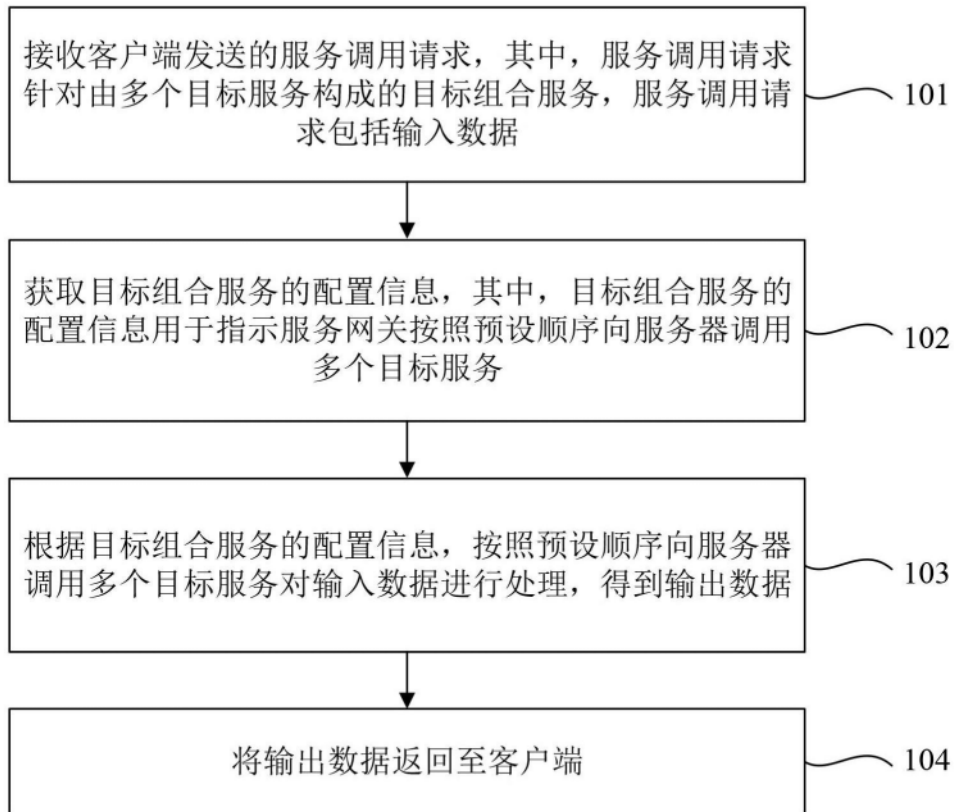 接收客户端发送的服务调用请求，其中，服务调用请求
针对由多个目标服务构成的目标组合服务，服务调用请
求包括输入数据
101
获取目标组合服务的配置信息，其中，目标组合服务的
配置信息用于指示服务网关按照预设顺序向服务器调用
多个目标服务
102
根据目标组合服务的配置信息，按照预设顺序向服务器
调用多个目标服务对输入数据进行处理，得到输出数据
103
将输出数据返回至客户端
104